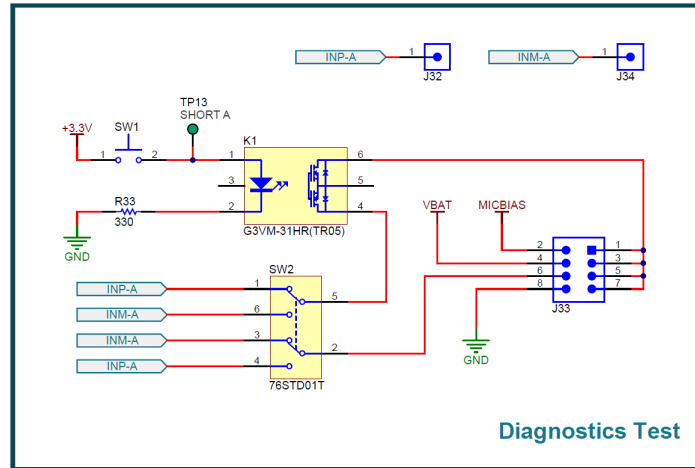 INP-A
1
J32
INM-A
1
J34
TP13
SHORT A
+3.3V
SW1
1
2
K1
1
6
3
5
2
4
G3VM-31HR(TR05)
R33
330
GND
VBAT
MICBIAS
2
1
4
3
6
5
8
7
J33
GND
SW2
INP-A
1
5
INM-A
6
INM-A
3
2
INP-A
4
76STD01T
Diagnostics Test